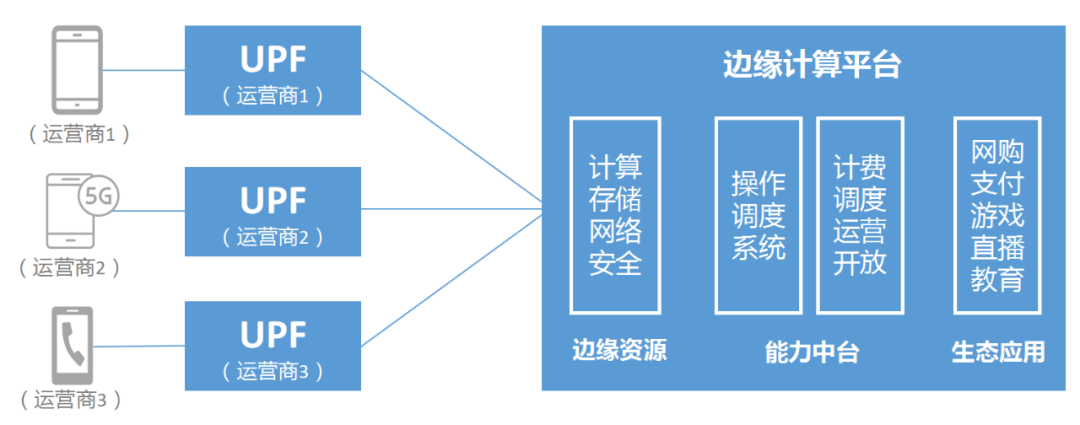 UPF
（运营商1）
（运营商1）
5G
（运营商2）
UPF
（运营商2）
（运营商3）
UPF
（运营商3）
边缘计算平台
计算
存储
网络
安全
边缘资源
操作
调度
系统
计费
调度
运营
开放
能力中台
网购
支付
游戏
直播
教育
生态应用